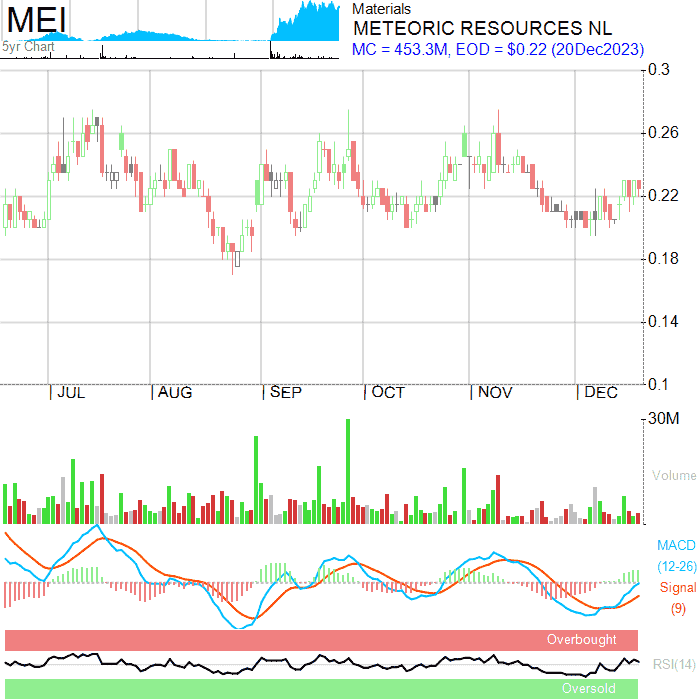 MEI
5yr Chart
Materials
METEORIC RESOURCES NL
MC = 453.3M, EOD = $0.22 (20Dec2023)
0.3
0.26
0.22
0.18
0.14
0.1
JUL AUG SEP OCT NOV DEC
30M
Volume
MACD
(12-26)
Signal
(9)
Overbought
RSI(14)
Oversold